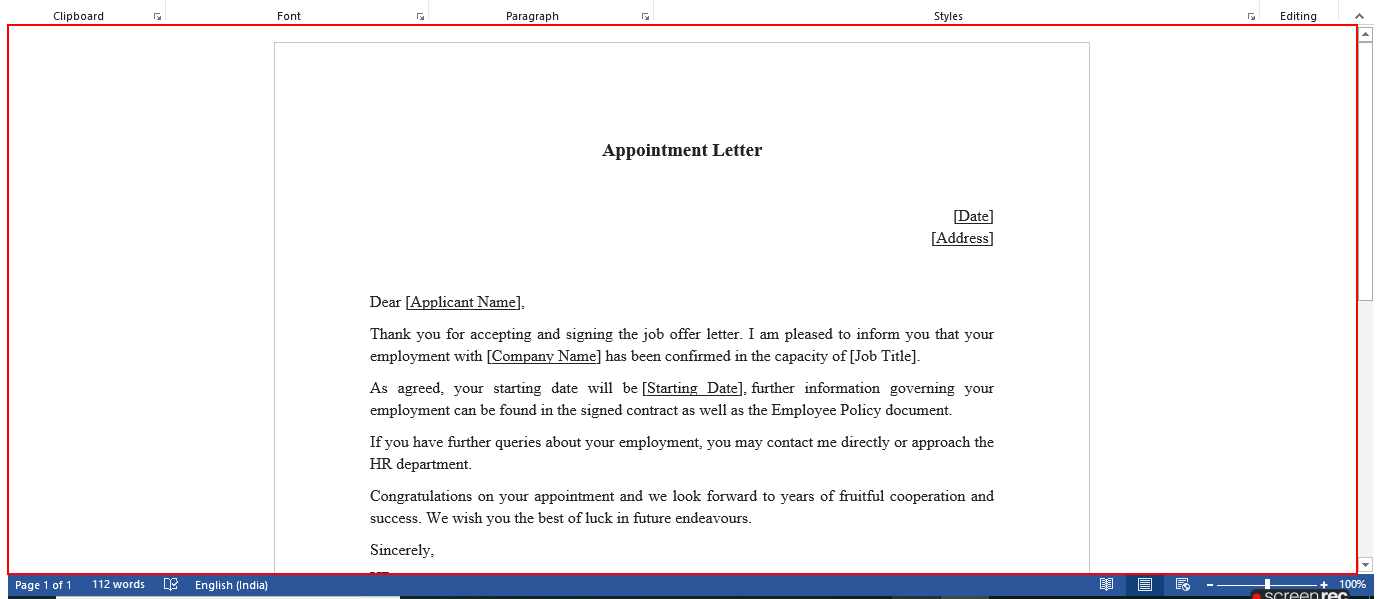 Clipboard Font Paragraph Styles Editing
Appointment Letter
[Date]
[Address]
Dear [Applicant Name],
Thank you for accepting and signing the job offer letter. I am pleased to inform you that your
employment with [Company Name] has been confirmed in the capacity of [Job Title].
As agreed, your starting date will be [Starting Date], further information governing your
employment can be found in the signed contract as well as the Employee Policy document.
If you have further queries about your employment, you may contact me directly or approach the
HR department.
Congratulations on your appointment and we look forward to years of fruitful cooperation and
success. We wish you the best of luck in future endeavours.
Sincerely,
Page 1 of 1 112 words English (India) 100%
screenrec